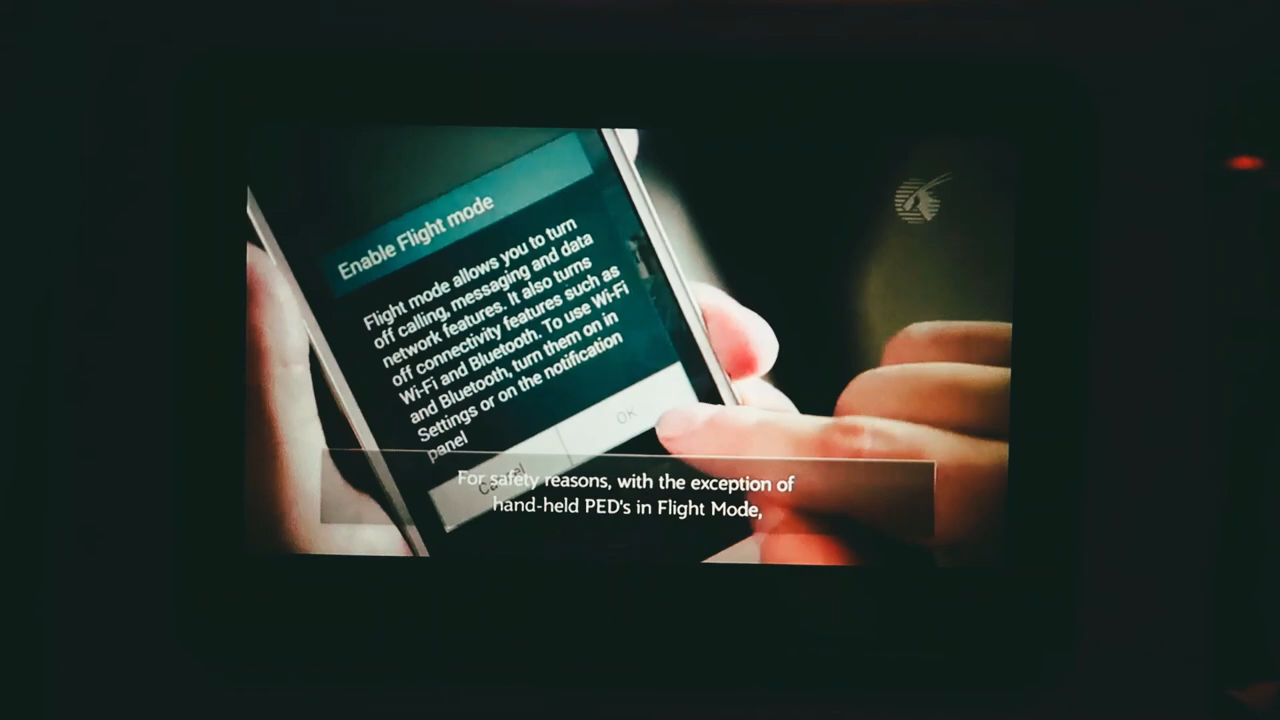 Enable Flight mode
Flight mode allows you to turn
off calling, messaging and data
network features. It also turns
off connectivity features such as
Wi-Fi and Bluetooth. To use Wi-Fi
and Bluetooth, turn them on in
Settings or on the notification
panel
Cancel
OK
For safety reasons, with the exception of
hand-held PED's in Flight Mode,